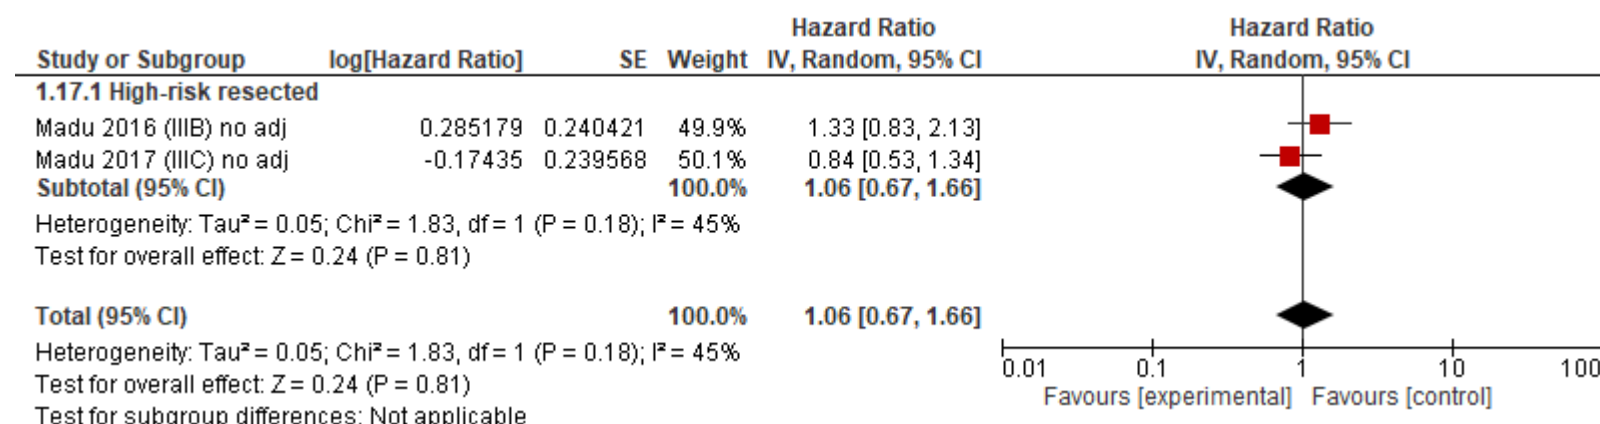 Hazard Ratio Hazard Ratio
Study or Subgroup log[Hazard Ratio] SE Weight IV, Random, 95% CI IV, Random, 95% CI
1.17.1 High-risk resected
Madu 2016 (IIIB) no adj 0.285179 0.240421 49.9% 1.33 [0.83, 2.13]
Madu 2017 (IIIC) no adj -0.17435 0.239568 50.1% 0.84 [0.53, 1.34]
Subtotal (95% CI) 100.0% 1.06 [0.67, 1.66]
Heterogeneity: Tau² = 0.05; Chi² = 1.83, df = 1 (P = 0.18); I² = 45%
Test for overall effect: Z = 0.24 (P = 0.81)
Total (95% CI) 100.0% 1.06 [0.67, 1.66]
Heterogeneity: Tau² = 0.05; Chi² = 1.83, df = 1 (P = 0.18); I² = 45%
Test for overall effect: Z = 0.24 (P = 0.81)
Test for subgroup differences: Not applicable
0.01 0.1 1 10 100
Favours [experimental] Favours [control]